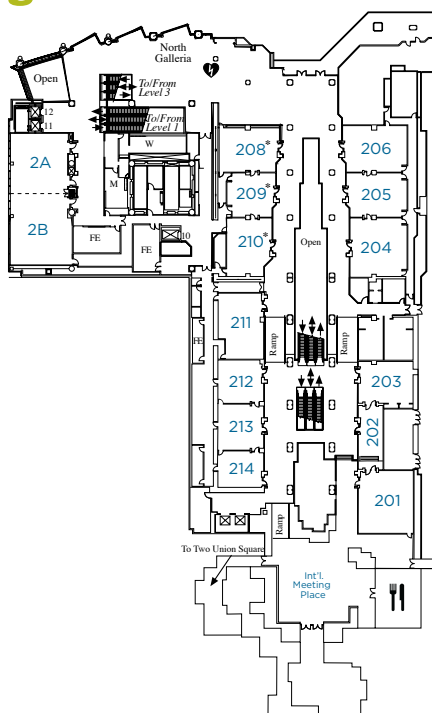 North
Galleria
Open
To/From
Level 3
To/From
Level 1
12
11
W
2A
M
2B
FE
FE
10
208*
206
209*
205
210*
Open
204
211
FE
Ramp
Ramp
212
203
213
202
214
201
Ramp
To Two Union Square
Int'l.
Meeting
Place